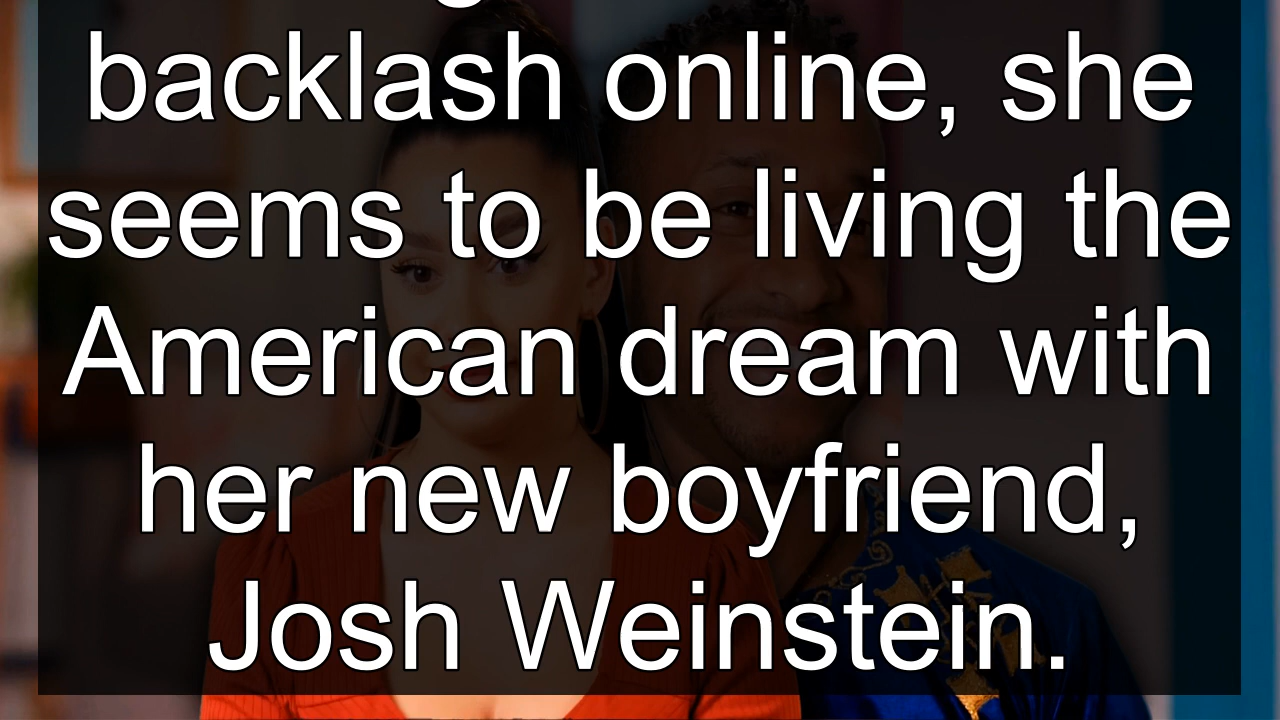 backlash online, she
seems to be living the
American dream with
her new boyfriend,
Josh Weinstein.